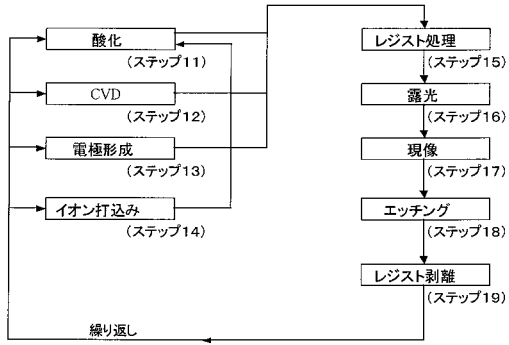 酸化
(ステップ11)
CVD
(ステップ12)
電極形成
(ステップ13)
イオン打込み
(ステップ14)
レジスト処理
(ステップ15)
露光
(ステップ16)
現像
(ステップ17)
エッチング
(ステップ18)
レジスト剥離
(ステップ19)
繰り返し